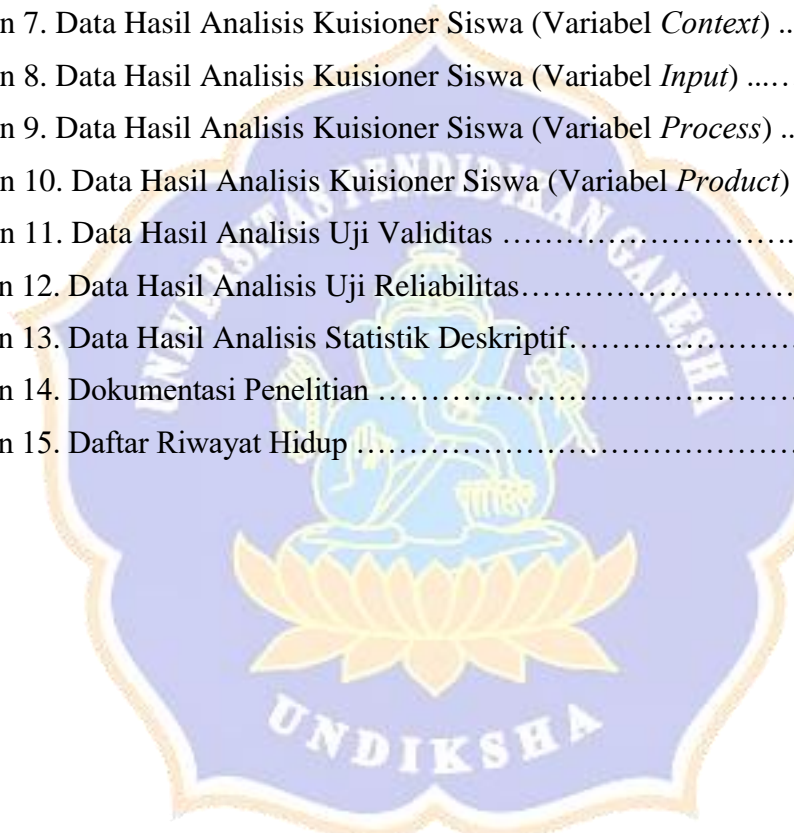 n 7. Data Hasil Analisis Kuisioner Siswa (Variabel Context) ..
n 8. Data Hasil Analisis Kuisioner Siswa (Variabel Input) ...…
n 9. Data Hasil Analisis Kuisioner Siswa (Variabel Process) ..
n 10. Data Hasil Analisis Kuisioner Siswa (Variabel Product)
n 11. Data Hasil Analisis Uji Validitas ……………………….
n 12. Data Hasil Analisis Uji Reliabilitas…………………….
n 13. Data Hasil Analisis Statistik Deskriptif…………………
n 14. Dokumentasi Penelitian …………………………………
n 15. Daftar Riwayat Hidup ……………………………………
UNIVERSITAS PENDIDIKAN GANESHA
UNDIKSHA